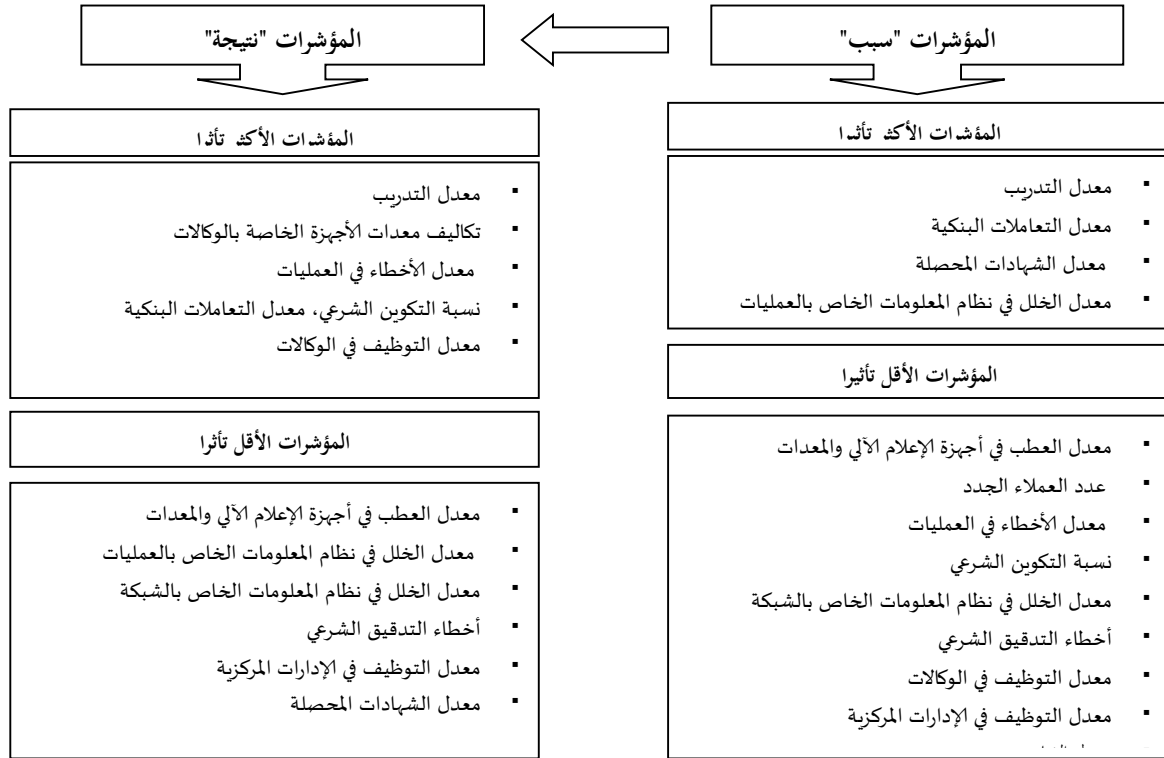 المؤشرات "سبب"
المؤشرات "نتيجة"
المؤشرات الأكثر تأثيرا
▪ معدل التدريب
▪ معدل التعاملات البنكية
▪ معدل الشهادات المحصلة
▪ معدل الخلل في نظام المعلومات الخاص بالعمليات
المؤشرات الأقل تأثيرا
▪ معدل العطب في أجهزة الإعلام الآلي والمعدات
▪ عدد العملاء الجدد
▪ معدل الأخطاء في العمليات
▪ نسبة التكوين الشرعي
▪ معدل الخلل في نظام المعلومات الخاص بالشبكة
▪ أخطاء التدقيق الشرعي
▪ معدل التوظيف في الوكالات
▪ معدل التوظيف في الإدارات المركزية
المؤشرات الأكثر تأثرا
▪ معدل التدريب
▪ تكاليف معدات الأجهزة الخاصة بالوكالات
▪ معدل الأخطاء في العمليات
▪ نسبة التكوين الشرعي، معدل التعاملات البنكية
▪ معدل التوظيف في الوكالات
المؤشرات الأقل تأثرا
▪ معدل العطب في أجهزة الإعلام الآلي والمعدات
▪ معدل الخلل في نظام المعلومات الخاص بالعمليات
▪ معدل الخلل في نظام المعلومات الخاص بالشبكة
▪ أخطاء التدقيق الشرعي
▪ معدل التوظيف في الإدارات المركزية
▪ معدل الشهادات المحصلة